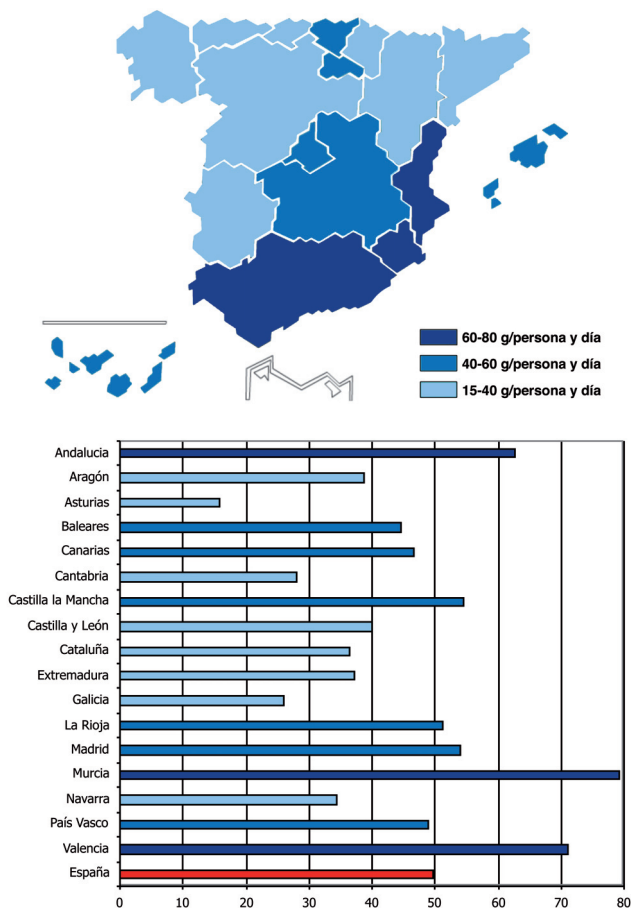 60-80 g/persona y día
40-60 g/persona y día
15-40 g/persona y día
Andalucia
Aragón
Asturias
Baleares
Canarias
Cantabria
Castilla la Mancha
Castilla y León
Cataluña
Extremadura
Galicia
La Rioja
Madrid
Murcia
Navarra
País Vasco
Valencia
España
0 10 20 30 40 50 60 70 80